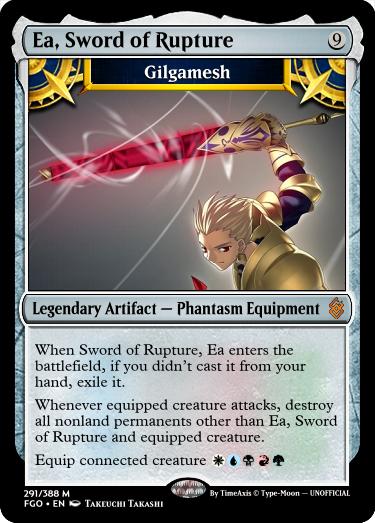 Ea, Sword of Rupture 9
Gilgamesh
Legendary Artifact — Phantasm Equipment
When Sword of Rupture, Ea enters the
battlefield, if you didn't cast it from your
hand, exile it.
Whenever equipped creature attacks, destroy
all nonland permanents other than Ea, Sword
of Rupture and equipped creature.
Equip connected creature
291/388 M
FGO • EN Takeuchi Takashi
By TimeAxis © Type-Moon — UNOFFICIAL